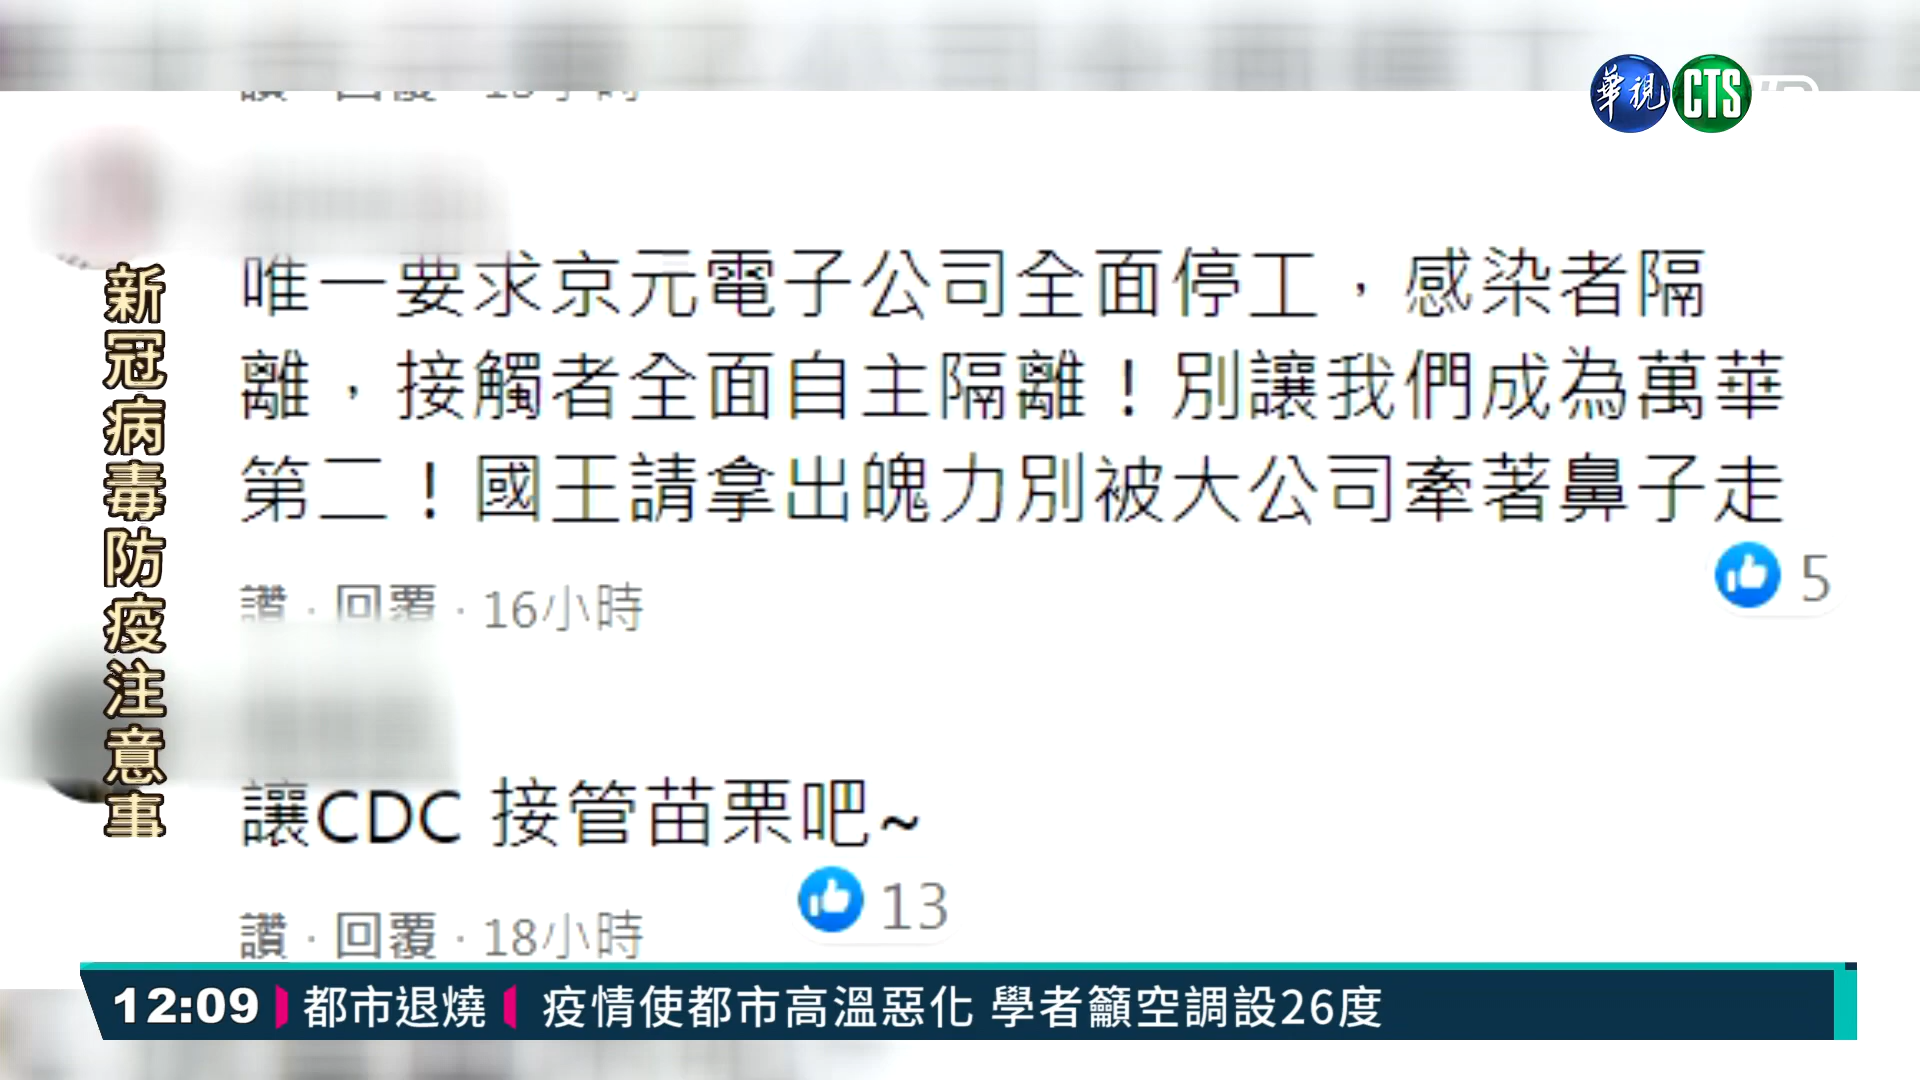 華視 CTS
唯一要求京元電子公司全面停工，感染者隔
離，接觸者全面自主隔離！別讓我們成為萬華
第二！國王請拿出魄力別被大公司牽著鼻子走
讚 · 回覆 · 16小時
5
讓CDC 接管苗栗吧~
13
讚 · 回覆 · 18小時
新冠病毒防疫注意事
12:09 都市退燒 疫情使都市高溫惡化 學者籲空調設26度